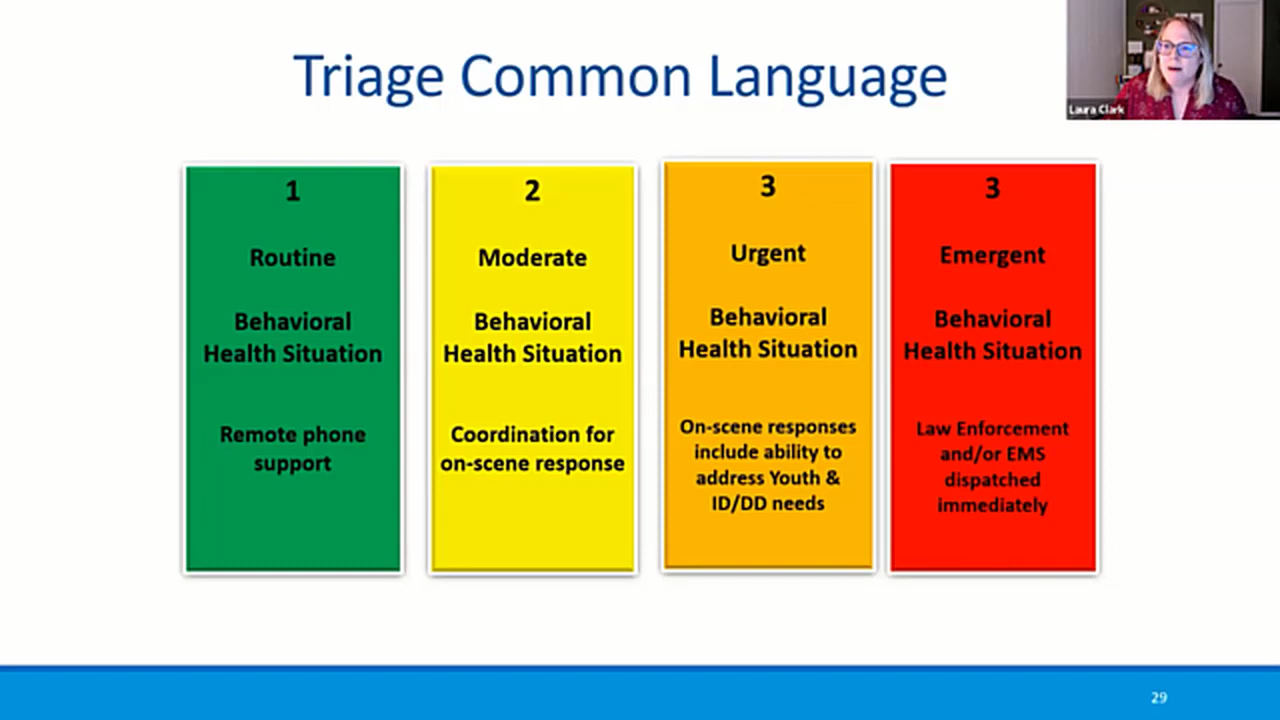 Triage Common Language
Laura Clark
1
Routine
Behavioral
Health Situation
Remote phone
support
2
Moderate
Behavioral
Health Situation
Coordination for
on-scene response
3
Urgent
Behavioral
Health Situation
On-scene responses
include ability to
address Youth &
ID/DD needs
3
Emergent
Behavioral
Health Situation
Law Enforcement
and/or EMS
dispatched
immediately
29